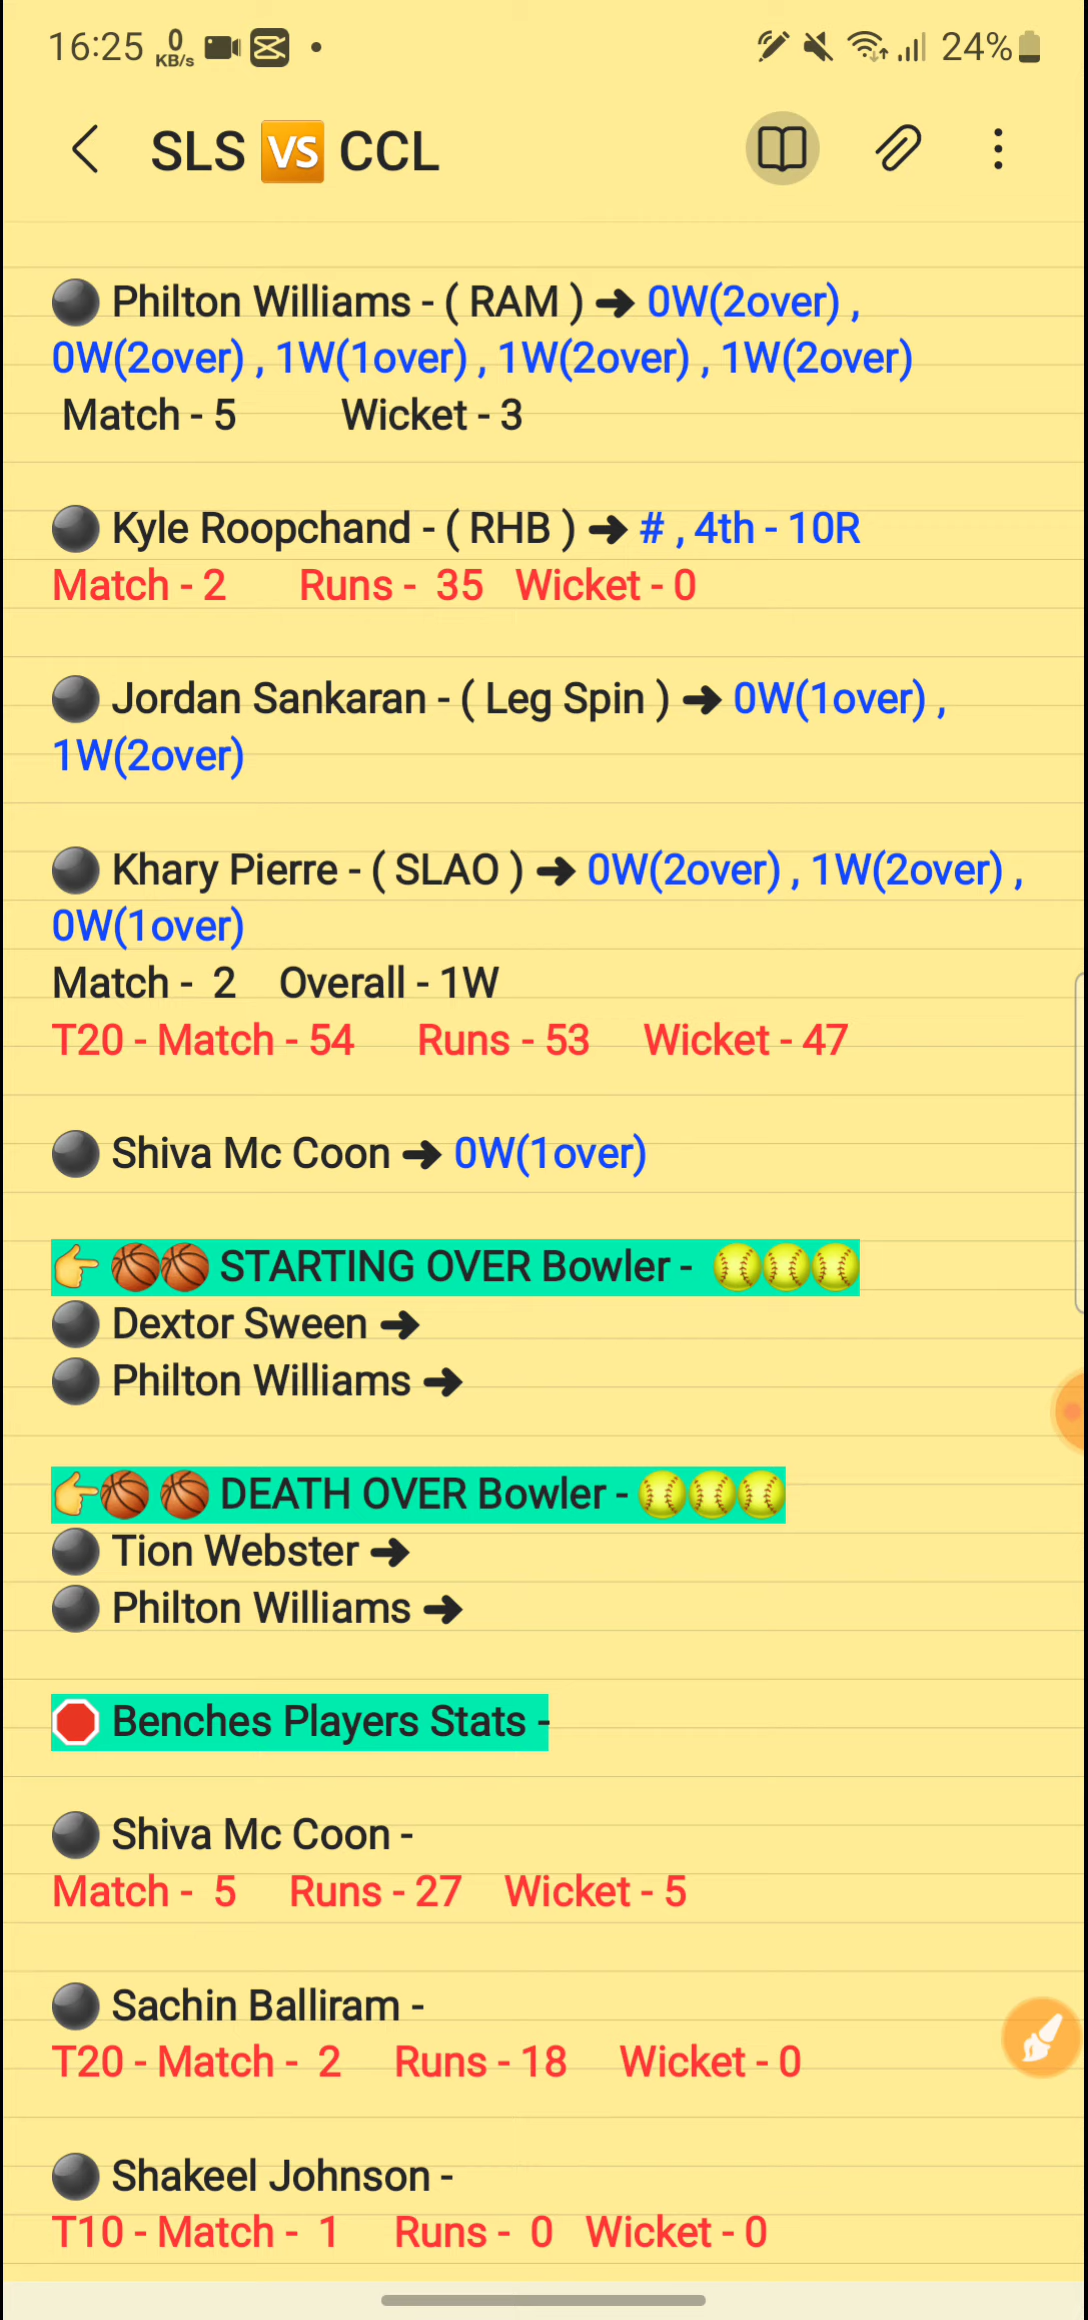 16:25 0 KB/s 24%
SLS VS CCL
Philton Williams - ( RAM ) ➔ 0W(2over) ,
0W(2over) , 1W(1over) , 1W(2over) , 1W(2over)
Match - 5 Wicket - 3
Kyle Roopchand - ( RHB ) ➔ # , 4th - 10R
Match - 2 Runs - 35 Wicket - 0
Jordan Sankaran - ( Leg Spin ) ➔ 0W(1over) ,
1W(2over)
Khary Pierre - ( SLAO ) ➔ 0W(2over) , 1W(2over) ,
0W(1over)
Match - 2 Overall - 1W
T20 - Match - 54 Runs - 53 Wicket - 47
Shiva Mc Coon ➔ 0W(1over)
STARTING OVER Bowler -
Dextor Sween ➔
Philton Williams ➔
DEATH OVER Bowler -
Tion Webster ➔
Philton Williams ➔
Benches Players Stats -
Shiva Mc Coon -
Match - 5 Runs - 27 Wicket - 5
Sachin Balliram -
T20 - Match - 2 Runs - 18 Wicket - 0
Shakeel Johnson -
T10 - Match - 1 Runs - 0 Wicket - 0